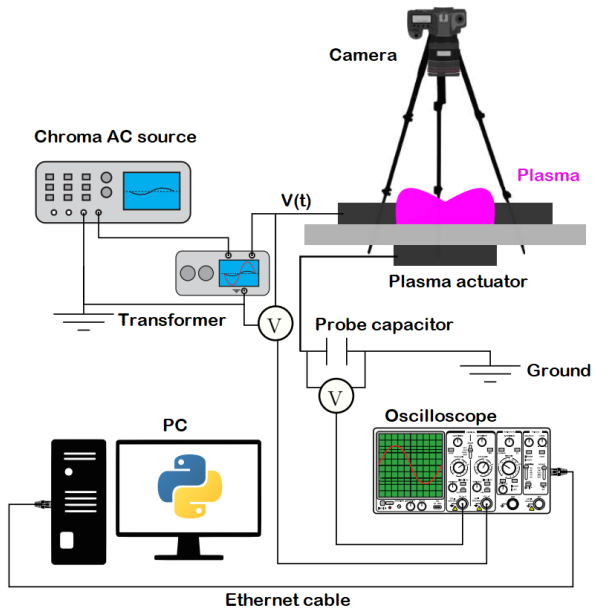 Camera
Chroma AC source
Plasma
V(t)
Plasma actuator
Transformer
V
Probe capacitor
Ground
V
Oscilloscope
PC
Ethernet cable